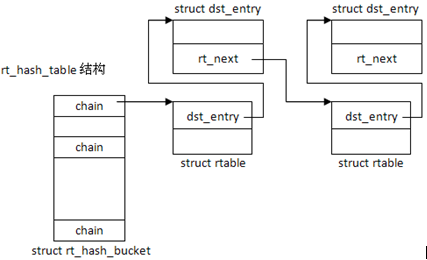 struct dst_entry
struct dst_entry
rt_next
rt_next
rt_hash_table 结构
chain
dst_entry
dst_entry
chain
struct rtable
struct rtable
chain
struct rt_hash_bucket